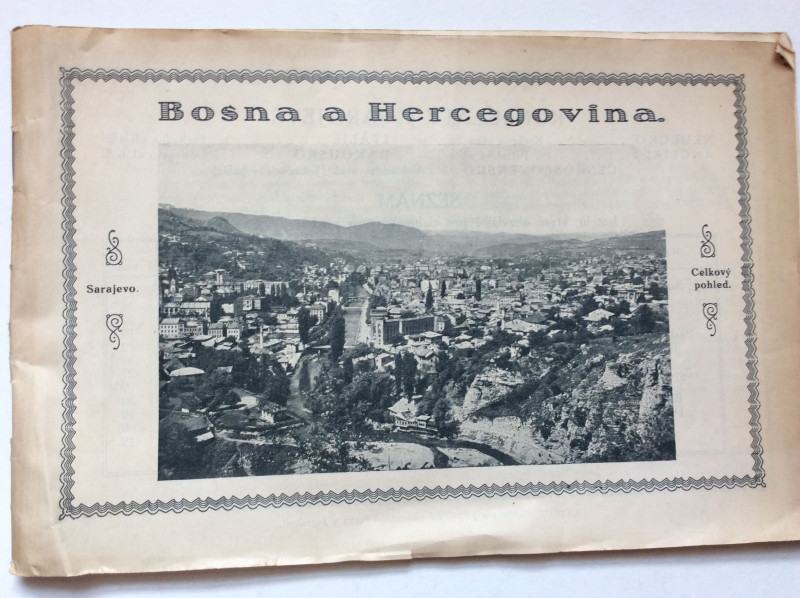 Bosna a Hercegovina.
Sarajevo.
Celkový
pohled.